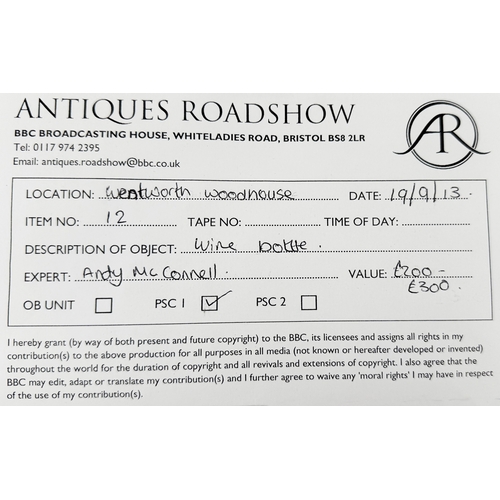 ANTIQUES ROADSHOW
BBC BROADCASTING HOUSE, WHITELADIES ROAD, BRISTOL BS8 2LR
Tel: 0117 974 2395
Email: antiques.roadshow@bbc.co.uk
AR
LOCATION: Wentworth Woodhouse DATE: 19/9/13.
ITEM NO: 12 TAPE NO: TIME OF DAY:
DESCRIPTION OF OBJECT: Wine bottle.
EXPERT: Andy McConnell. VALUE: £200 -
£300.
OB UNIT PSC 1 ✓ PSC 2
I hereby grant (by way of both present and future copyright) to the BBC, its licensees and assigns all rights in my
contribution(s) to the above production for all purposes in all media (not known or hereafter developed or invented)
throughout the world for the duration of copyright and all revivals and extensions of copyright. I also agree that the
BBC may edit, adapt or translate my contribution(s) and I further agree to waive any 'moral rights' I may have in respect
of the use of my contribution(s).